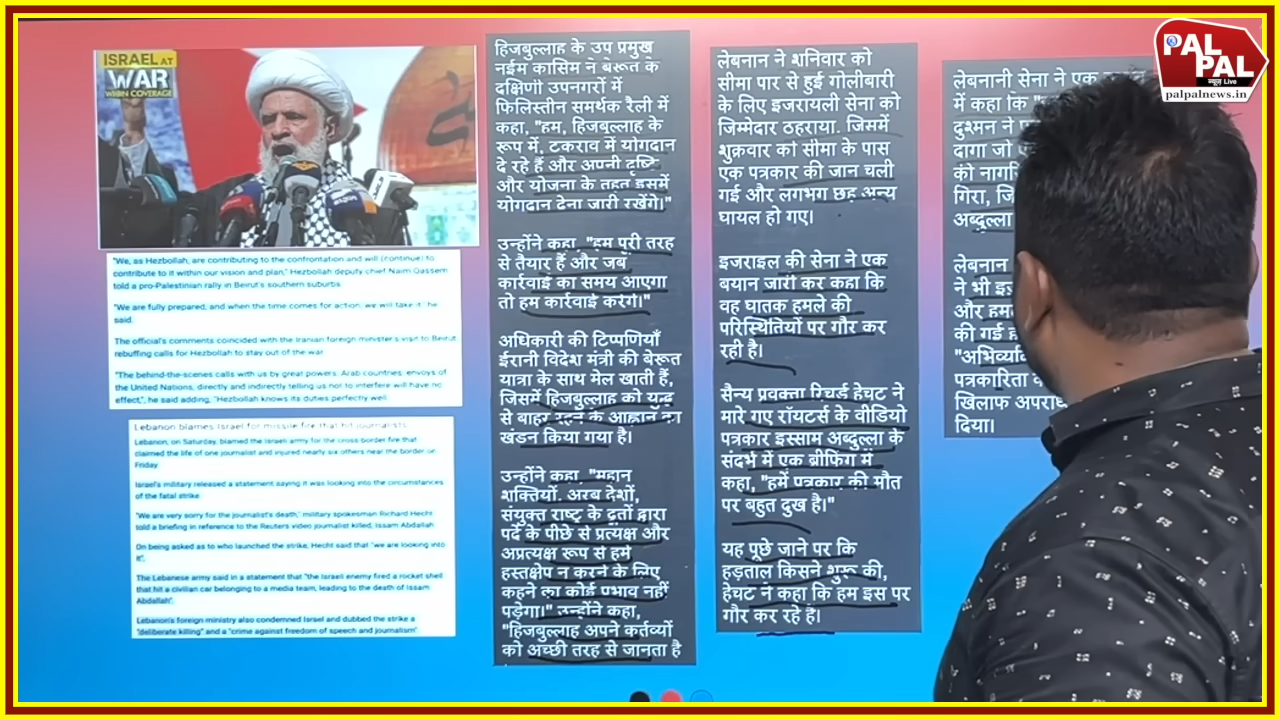 ISRAEL AT
WAR
WION COVERAGE
"We, as Hezbollah, are contributing to the confrontation and will (continue) to
contribute to it within our vision and plan," Hezbollah deputy chief Naim Qassem
told a pro-Palestinian rally in Beirut's southern suburbs
"We are fully prepared, and when the time comes for action, we will take it," he
said.
The official's comments coincided with the Iranian foreign minister's visit to Beirut
rebuffing calls for Hezbollah to stay out of the war
"The behind-the-scenes calls with us by great powers, Arab countries, envoys of
the United Nations, directly and indirectly telling us not to interfere will have no
effect,", he said adding, "Hezbollah knows its duties perfectly well
Lebanon blames Israel for missile fire that hit journalists
Lebanon, on Saturday, blamed the Israeli army for the cross-border fire that
claimed the life of one journalist and injured nearly six others near the border on
Friday
Israel's military released a statement saying it was looking into the circumstances
of the fatal strike
"We are very sorry for the journalist's death," military spokesman Richard Hecht
told a briefing in reference to the Reuters video journalist killed, Issam Abdallah
On being asked as to who launched the strike, Hecht said that "we are looking into
it",
The Lebanese army said in a statement that "the Israeli enemy fired a rocket shell
that hit a civilian car belonging to a media team, leading to the death of Issam
Abdallah".
Lebanon's foreign ministry also condemned Israel and dubbed the strike a
"deliberate killing" and a "crime against freedom of speech and journalism"
हिजबुल्लाह के उप प्रमुख
नईम कासिम ने बेरूत के
दक्षिणी उपनगरों में
फिलिस्तीन समर्थक रैली में
कहा, "हम, हिजबुल्लाह के
रूप में, टकराव में योगदान
दे रहे हैं और अपनी दृष्टि
और योजना के तहत इसमें
योगदान देना जारी रखेंगे।"
उन्होंने कहा, "हम पूरी तरह
से तैयार हैं और जब
कार्रवाई का समय आएगा
तो हम कार्रवाई करेंगे।"
अधिकारी की टिप्पणियाँ
ईरानी विदेश मंत्री की बेरूत
यात्रा के साथ मेल खाती हैं,
जिसमें हिजबुल्लाह को युद्ध
से बाहर रहने के आह्वान का
खंडन किया गया है।
उन्होंने कहा, "महान
शक्तियों, अरब देशों,
संयुक्त राष्ट्र के दूतों द्वारा
पर्दे के पीछे से प्रत्यक्ष और
अप्रत्यक्ष रूप से हमें
हस्तक्षेप न करने के लिए
कहने का कोई प्रभाव नहीं
पड़ेगा।" उन्होंने कहा,
"हिजबुल्लाह अपने कर्तव्यों
को अच्छी तरह से जानता है
लेबनान ने शनिवार को
सीमा पार से हुई गोलीबारी
के लिए इजरायली सेना को
जिम्मेदार ठहराया, जिसमें
शुक्रवार को सीमा के पास
एक पत्रकार की जान चली
गई और लगभग छह अन्य
घायल हो गए।
इजराइल की सेना ने एक
बयान जारी कर कहा कि
वह घातक हमले की
परिस्थितियों पर गौर कर
रही है।
सैन्य प्रवक्ता रिचर्ड हेचट ने
मारे गए रॉयटर्स के वीडियो
पत्रकार इस्साम अब्दुल्ला के
संदर्भ में एक ब्रीफिंग में
कहा, "हमें पत्रकार की मौत
पर बहुत दुख है।"
यह पूछे जाने पर कि
हड़ताल किसने शुरू की,
हेचट ने कहा कि हम इस पर
गौर कर रहे हैं।
लेबनानी सेना ने एक
में कहा कि
दुश्मन ने
दागा जो
को
गिरा,
अब्दुल्ला
लेबनान
ने भी
और
की गई
पत्रकारिता
खिलाफ अपराध
दिया।
PAL
PAL
न्यूज़ Live
palpalnews.in